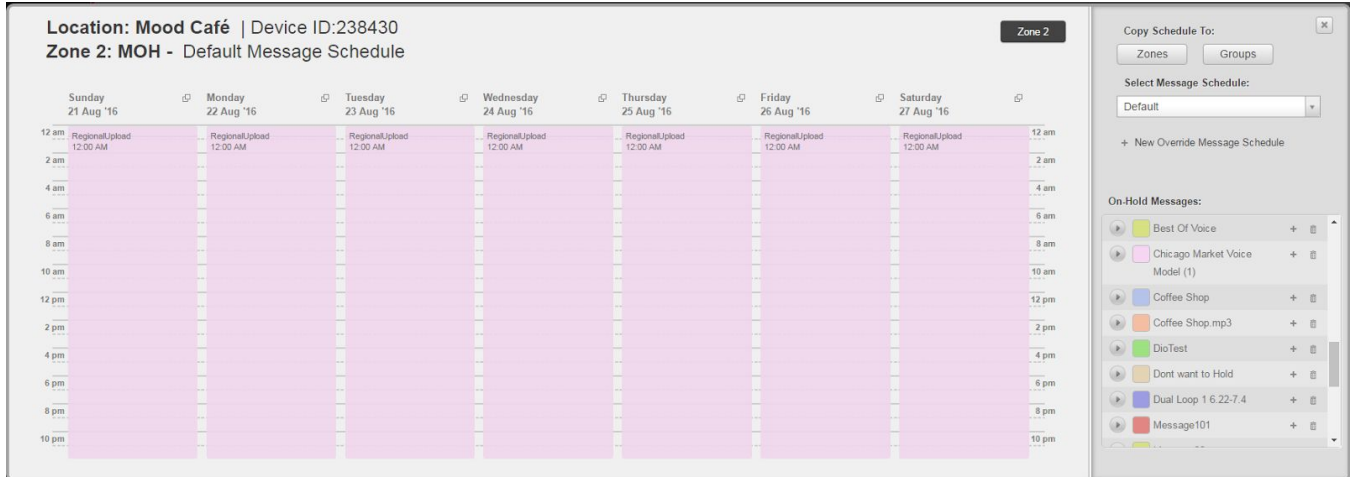 Location: Mood Café | Device ID:238430
Zone 2: MOH - Default Message Schedule
Zone 2
Sunday
21 Aug '16
Monday
22 Aug '16
Tuesday
23 Aug '16
Wednesday
24 Aug '16
Thursday
25 Aug '16
Friday
26 Aug '16
Saturday
27 Aug '16
12 am
RegionalUpload
12:00 AM
RegionalUpload
12:00 AM
RegionalUpload
12:00 AM
RegionalUpload
12:00 AM
RegionalUpload
12:00 AM
RegionalUpload
12:00 AM
RegionalUpload
12:00 AM
12 am
2 am
2 am
4 am
4 am
6 am
6 am
8 am
8 am
10 am
10 am
12 pm
12 pm
2 pm
2 pm
4 pm
4 pm
6 pm
6 pm
8 pm
8 pm
10 pm
10 pm
Copy Schedule To:
Zones
Groups
Select Message Schedule:
Default
+ New Override Message Schedule
On-Hold Messages:
Best Of Voice
Chicago Market Voice
Model (1)
Coffee Shop
Coffee Shop.mp3
DioTest
Dont want to Hold
Dual Loop 1 6.22-7.4
Message101